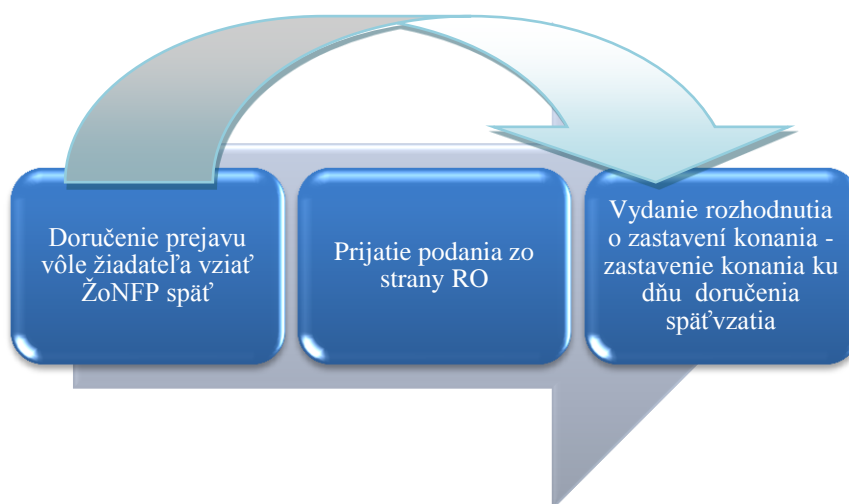 Doručenie prejavu
vôle žiadateľa vziať
ŽoNFP späť
Prijatie podania zo
strany RO
Vydanie rozhodnutia
o zastavení konania -
zastavenie konania ku
dňu doručenia
späťvzatia